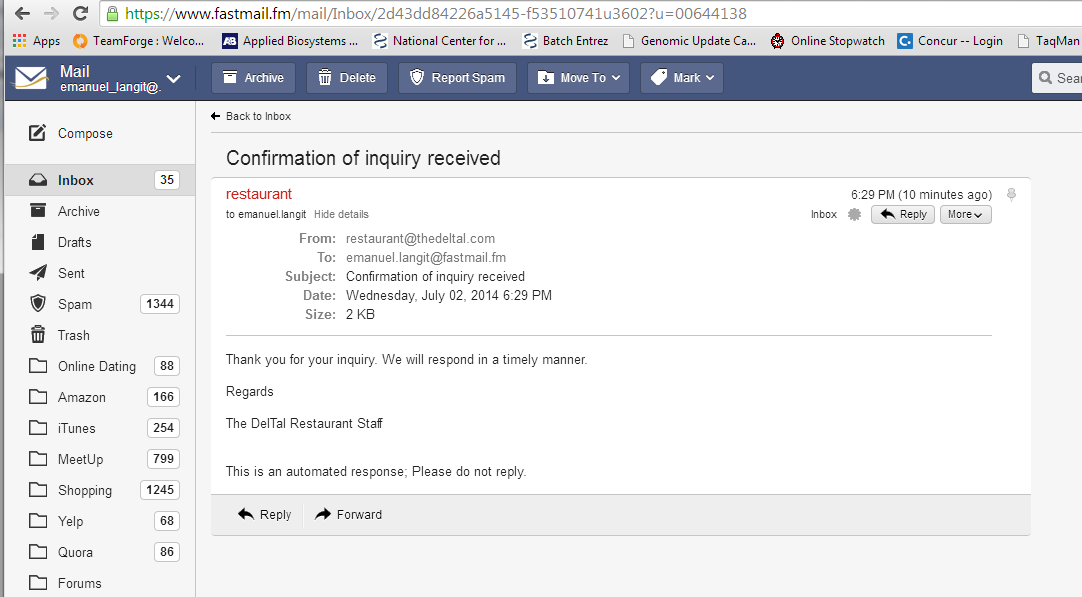 https://www.fastmail.fm/mail/Inbox/2d43dd84226a5145-f53510741u3602?u=00644138
Apps TeamForge : Welco... AB Applied Biosystems ... National Center for ... Batch Entrez Genomic Update Ca... Online Stopwatch C Concur -- Login TaqMan
Mail
emanuel_langit@.
Archive Delete Report Spam Move To Mark Sear
Compose
Inbox 35
Archive
Drafts
Sent
Spam 1344
Trash
Online Dating 88
Amazon 166
iTunes 254
MeetUp 799
Shopping 1245
Yelp 68
Quora 86
Forums
Back to Inbox
Confirmation of inquiry received
restaurant 6:29 PM (10 minutes ago)
to emanuel.langit Hide details Inbox Reply More
From: restaurant@thedeltal.com
To: emanuel.langit@fastmail.fm
Subject: Confirmation of inquiry received
Date: Wednesday, July 02, 2014 6:29 PM
Size: 2 KB
Thank you for your inquiry. We will respond in a timely manner.
Regards
The DelTal Restaurant Staff
This is an automated response; Please do not reply.
Reply Forward